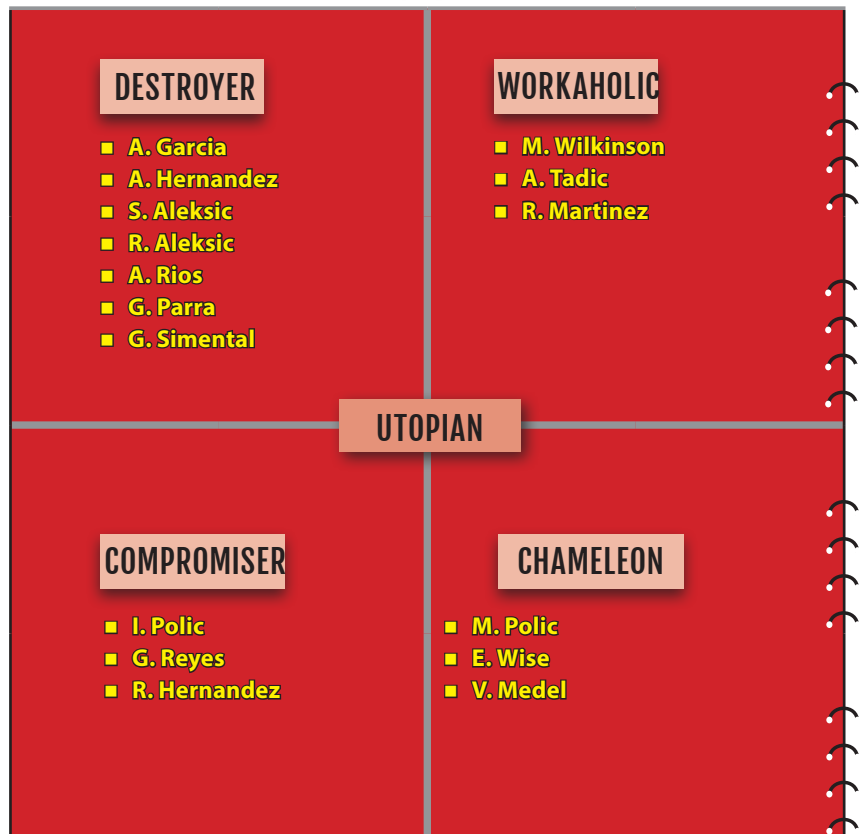 DESTROYER
A. Garcia
A. Hernandez
S. Aleksic
R. Aleksic
A. Rios
G. Parra
G. Simental
WORKAHOLIC
M. Wilkinson
A. Tadic
R. Martinez
UTOPIAN
COMPROMISER
I. Polic
G. Reyes
R. Hernandez
CHAMELEON
M. Polic
E. Wise
V. Medel